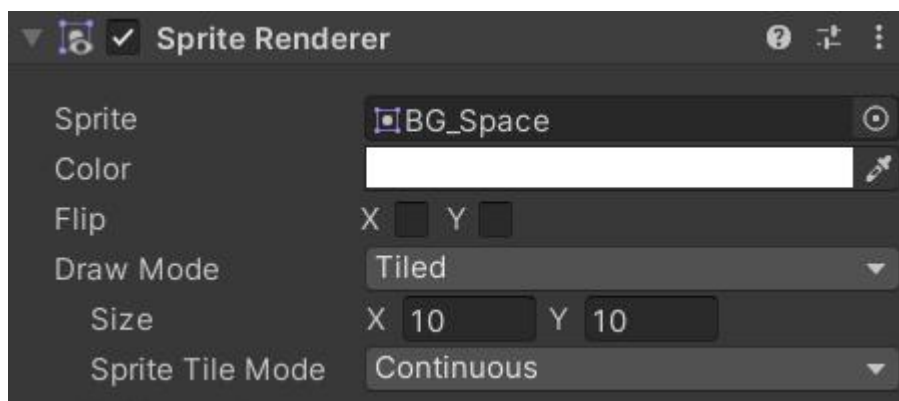 Sprite Renderer
Sprite BG_Space
Color
Flip X Y
Draw Mode Tiled
Size X 10 Y 10
Sprite Tile Mode Continuous